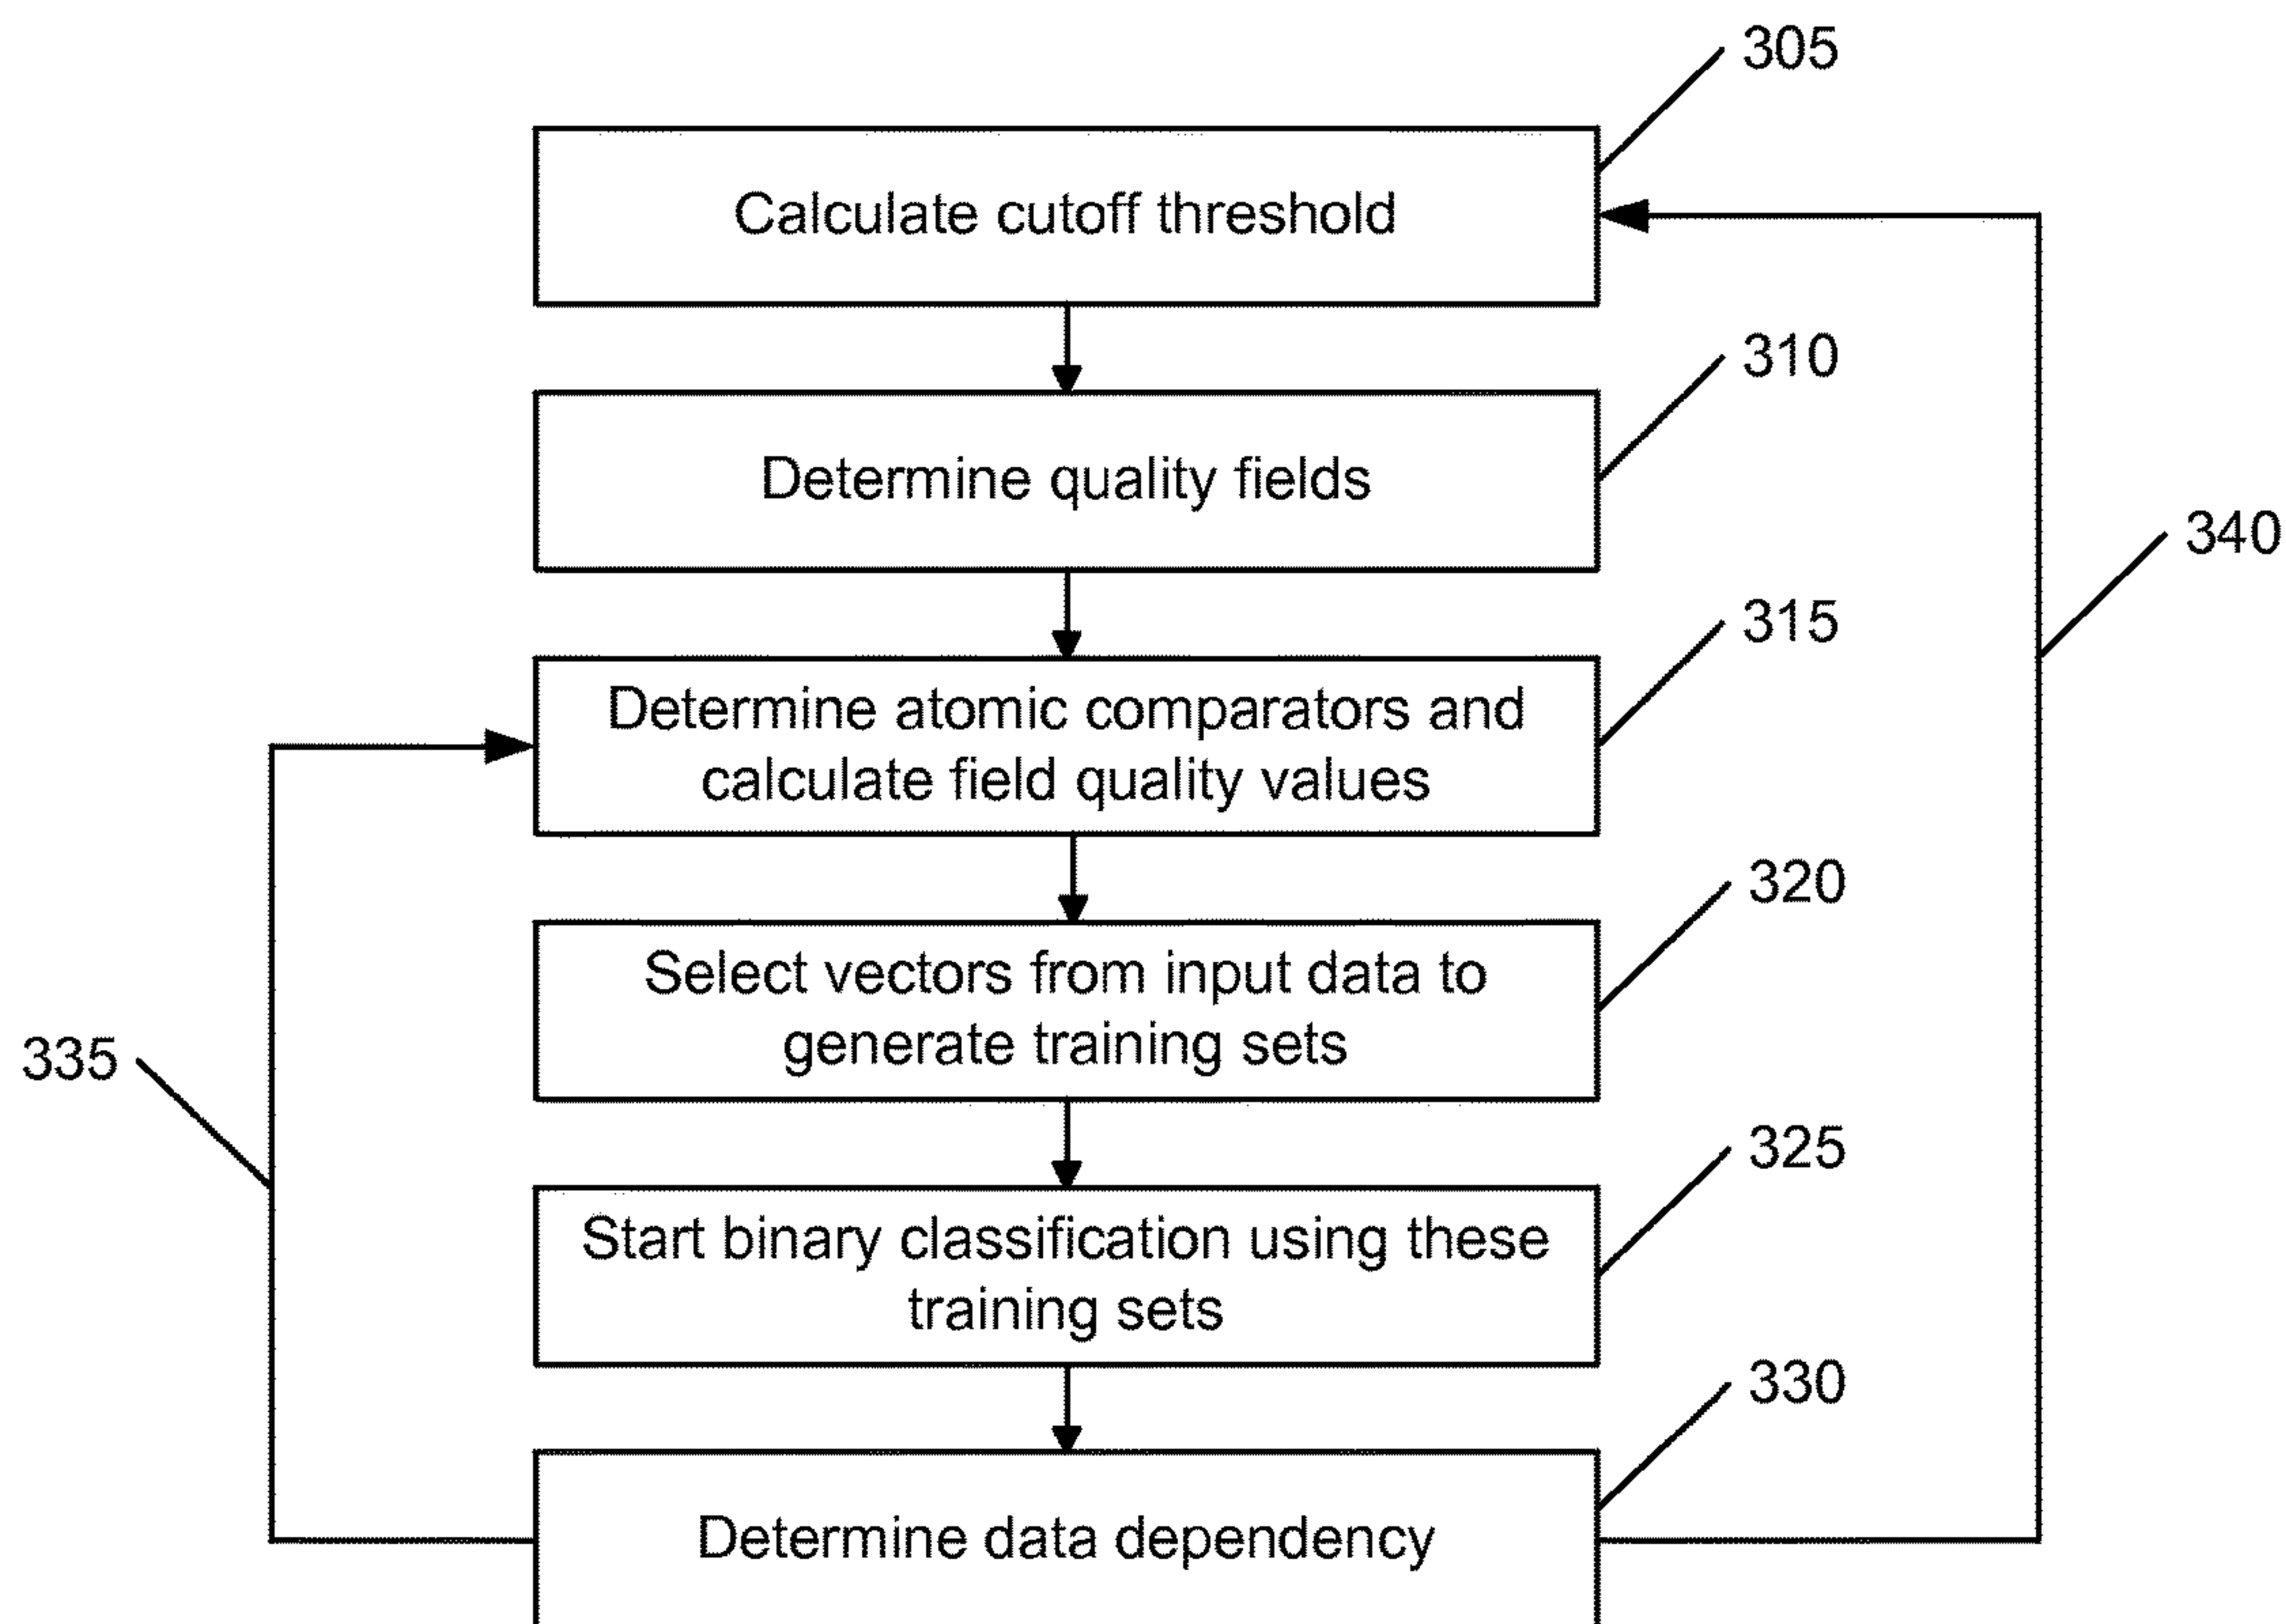 305
Calculate cutoff threshold
310
Determine quality fields
340
315
Determine atomic comparators and
calculate field quality values
320
Select vectors from input data to
generate training sets
335
325
Start binary classification using these
training sets
330
Determine data dependency